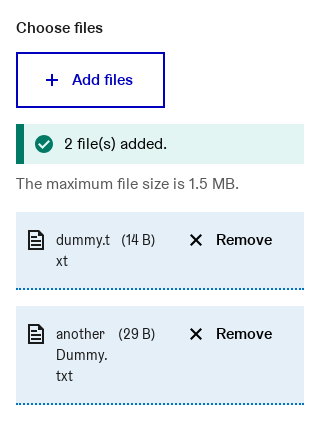 Choose files
Add files
2 file(s) added.
The maximum file size is 1.5 MB.
dummy.t (14 B) Remove
xt
another (29 B) Remove
Dummy.
txt